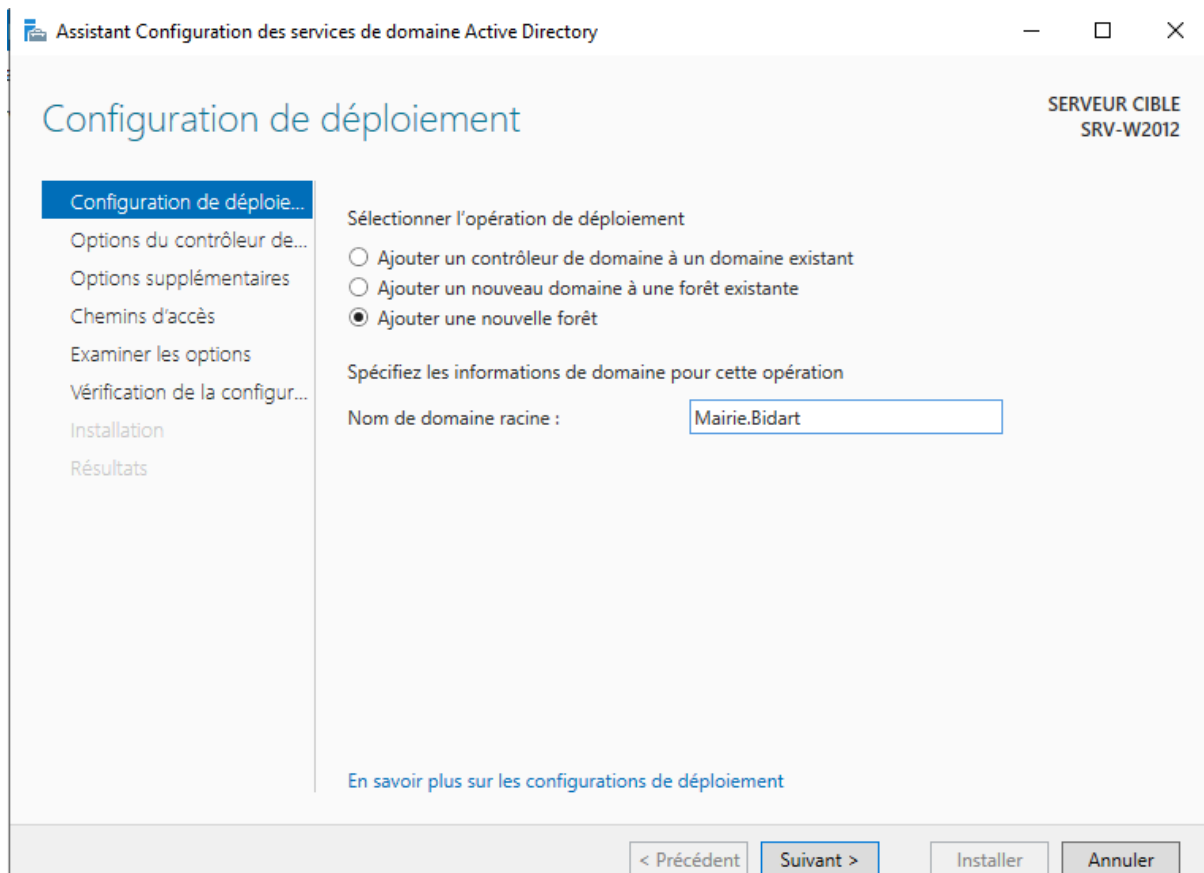 Assistant Configuration des services de domaine Active Directory
Configuration de déploiement
SERVEUR CIBLE
SRV-W2012
Configuration de déploie...
Options du contrôleur de...
Options supplémentaires
Chemins d'accès
Examiner les options
Vérification de la configur...
Installation
Résultats
Sélectionner l'opération de déploiement
Ajouter un contrôleur de domaine à un domaine existant
Ajouter un nouveau domaine à une forêt existante
Ajouter une nouvelle forêt
Spécifiez les informations de domaine pour cette opération
Nom de domaine racine :
Mairie.Bidart
En savoir plus sur les configurations de déploiement
< Précédent
Suivant >
Installer
Annuler